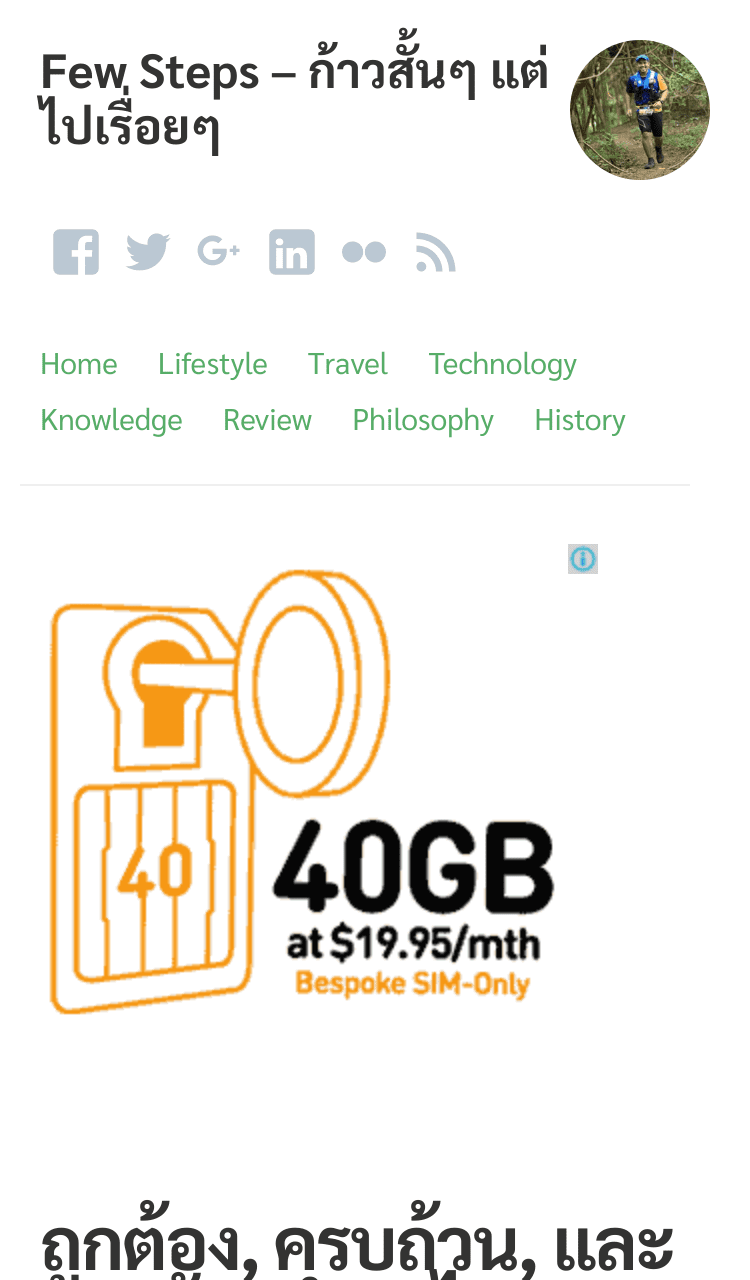 Few Steps – ก้าวสั้นๆ แต่
ไปเรื่อยๆ
Home Lifestyle Travel Technology
Knowledge Review Philosophy History
40
40GB
at $19.95/mth
Bespoke SIM-Only
ถูกต้อง, ครบถ้วน, และ